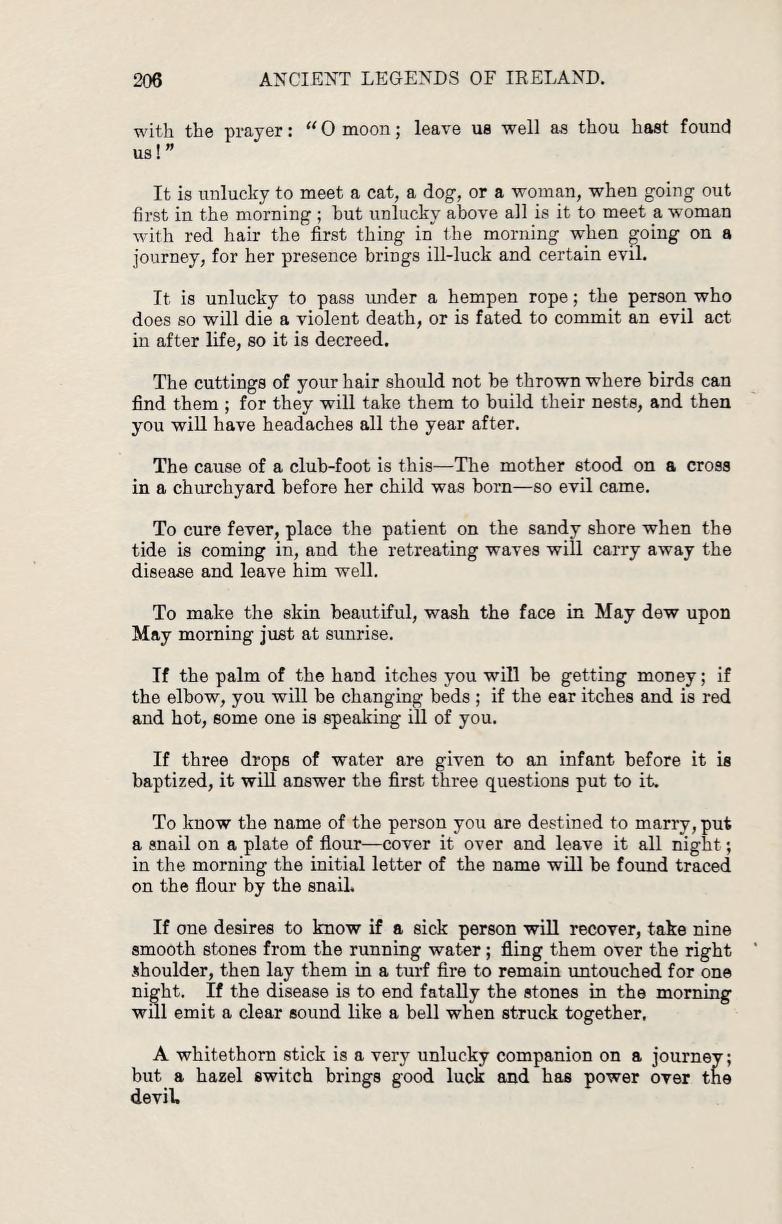 206 ANCIENT LEGENDS OF IRELAND.
with the prayer: "O moon; leave us well as thou hast found
us!"
It is unlucky to meet a cat, a dog, or a woman, when going out
first in the morning; but unlucky above all is it to meet a woman
with red hair the first thing in the morning when going on a
journey, for her presence brings ill-luck and certain evil.
It is unlucky to pass under a hempen rope; the person who
does so will die a violent death, or is fated to commit an evil act
in after life, so it is decreed.
The cuttings of your hair should not be thrown where birds can
find them; for they will take them to build their nests, and then
you will have headaches all the year after.
The cause of a club-foot is this—The mother stood on a cross
in a churchyard before her child was born—so evil came.
To cure fever, place the patient on the sandy shore when the
tide is coming in, and the retreating waves will carry away the
disease and leave him well.
To make the skin beautiful, wash the face in May dew upon
May morning just at sunrise.
If the palm of the hand itches you will be getting money; if
the elbow, you will be changing beds; if the ear itches and is red
and hot, some one is speaking ill of you.
If three drops of water are given to an infant before it is
baptized, it will answer the first three questions put to it.
To know the name of the person you are destined to marry, put
a snail on a plate of flour—cover it over and leave it all night;
in the morning the initial letter of the name will be found traced
on the flour by the snail.
If one desires to know if a sick person will recover, take nine
smooth stones from the running water; fling them over the right
shoulder, then lay them in a turf fire to remain untouched for one
night. If the disease is to end fatally the stones in the morning
will emit a clear sound like a bell when struck together.
A whitethorn stick is a very unlucky companion on a journey;
but a hazel switch brings good luck and has power over the
devil.